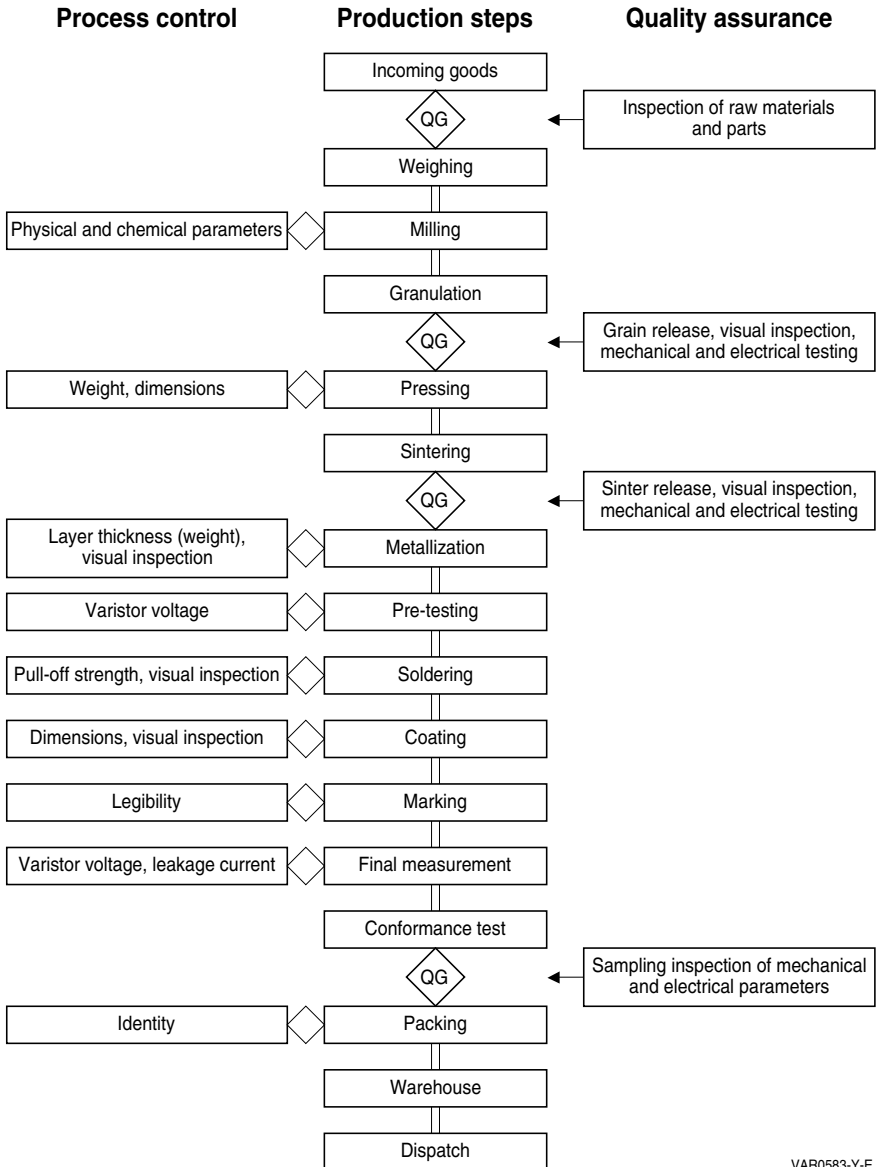 Process control
Production steps
Quality assurance
Incoming goods
QG
Inspection of raw materials
and parts
Weighing
Physical and chemical parameters
Milling
Granulation
QG
Grain release, visual inspection,
mechanical and electrical testing
Weight, dimensions
Pressing
Sintering
QG
Sinter release, visual inspection,
mechanical and electrical testing
Layer thickness (weight),
visual inspection
Metallization
Varistor voltage
Pre-testing
Pull-off strength, visual inspection
Soldering
Dimensions, visual inspection
Coating
Legibility
Marking
Varistor voltage, leakage current
Final measurement
Conformance test
QG
Sampling inspection of mechanical
and electrical parameters
Identity
Packing
Warehouse
Dispatch
VAR0583-Y-E